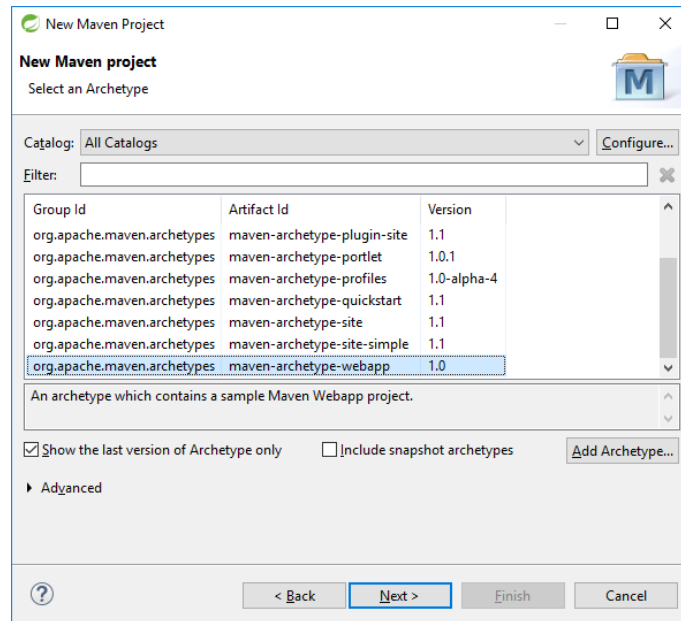 New Maven Project
New Maven project
Select an Archetype
M
Catalog: All Catalogs Configure...
Filter:
Group Id Artifact Id Version
org.apache.maven.archetypes maven-archetype-plugin-site 1.1
org.apache.maven.archetypes maven-archetype-portlet 1.0.1
org.apache.maven.archetypes maven-archetype-profiles 1.0-alpha-4
org.apache.maven.archetypes maven-archetype-quickstart 1.1
org.apache.maven.archetypes maven-archetype-site 1.1
org.apache.maven.archetypes maven-archetype-site-simple 1.1
org.apache.maven.archetypes maven-archetype-webapp 1.0
An archetype which contains a sample Maven Webapp project.
Show the last version of Archetype only Include snapshot archetypes Add Archetype...
Advanced
? < Back Next > Finish Cancel